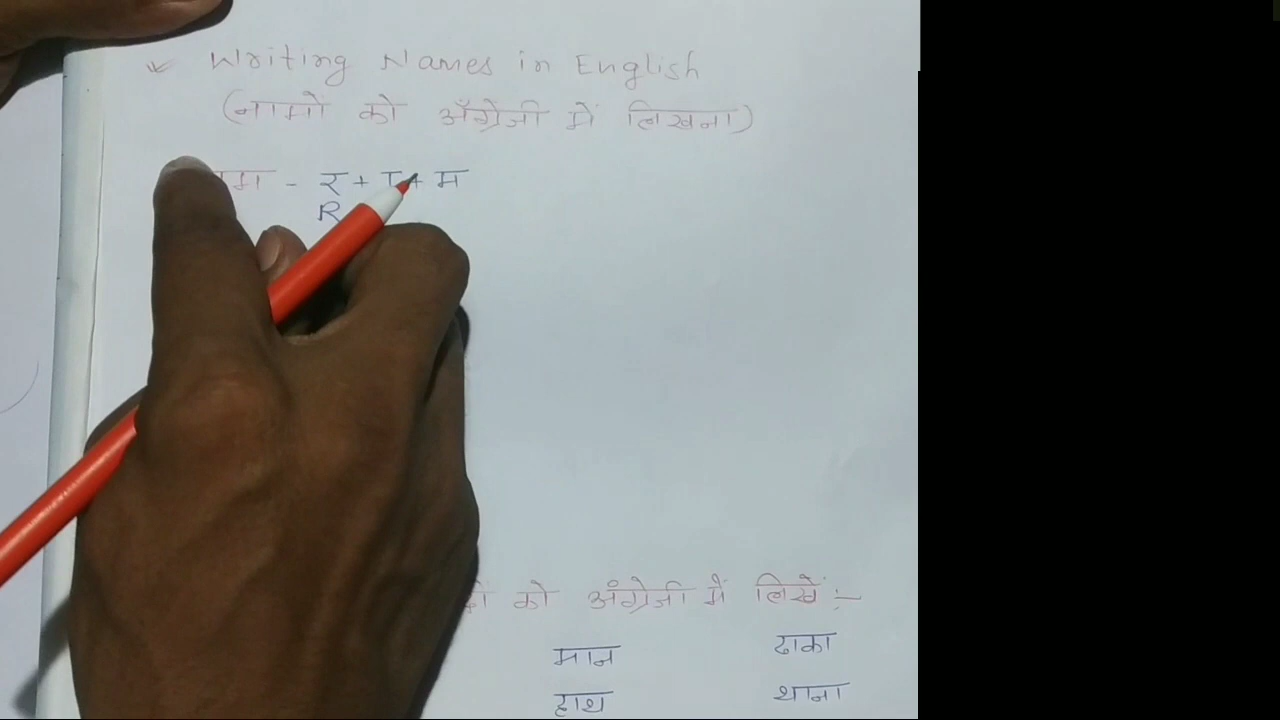 Writing Names in English
(नामो को अँग्रेजी में लिखना)
- र + ा + म
R
को अंग्रेजी में लिखें :-
मान ढाका
हाथ थाना